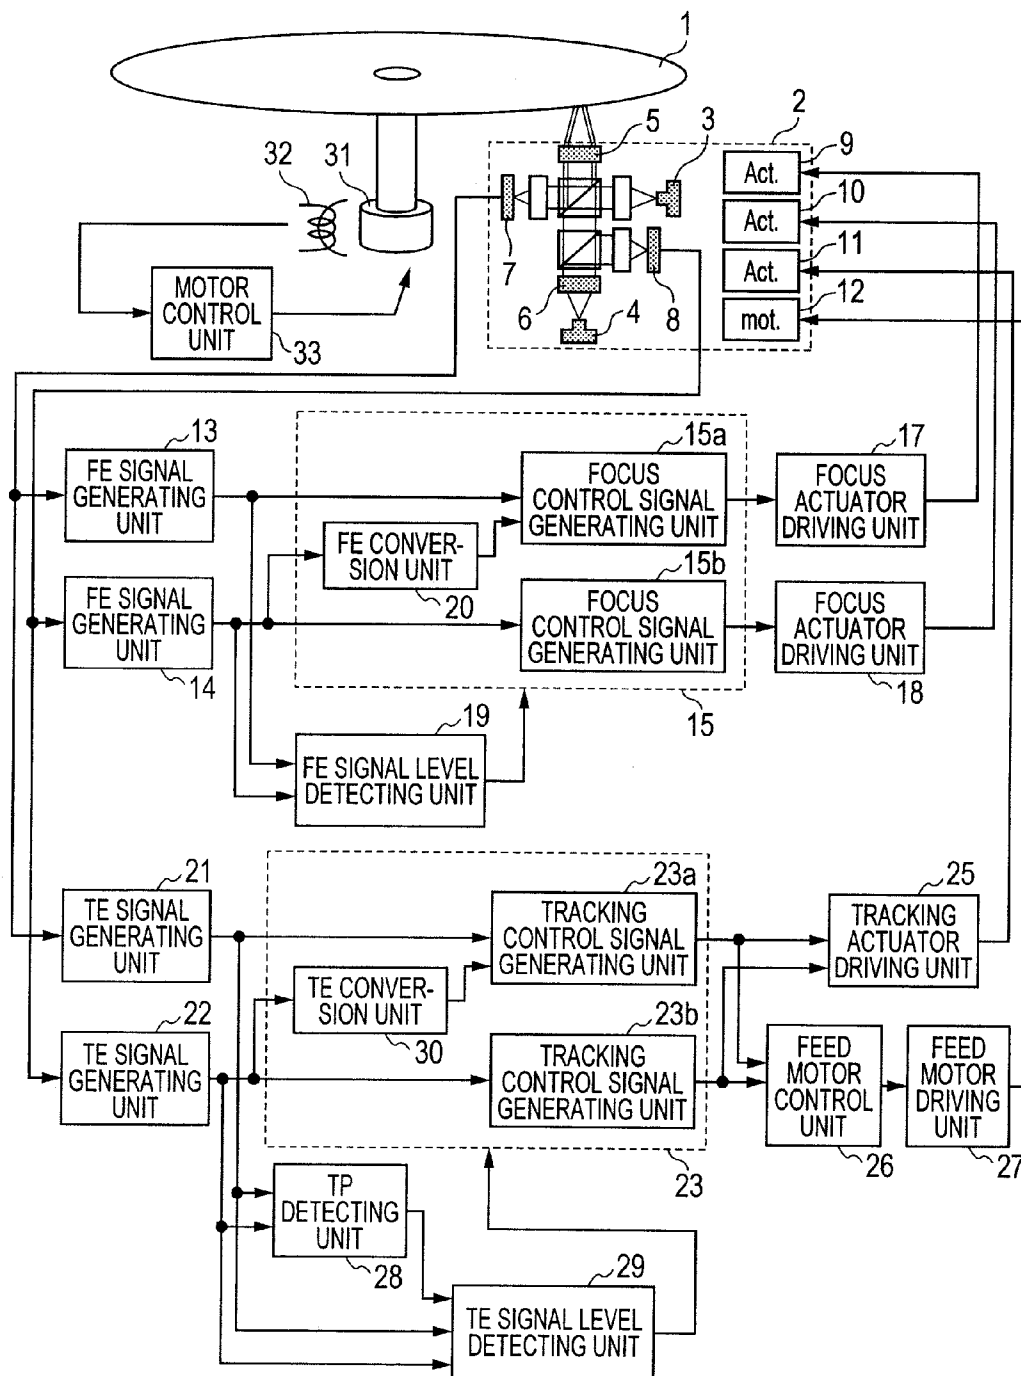 1
2
3
5
9
Act.
32
31
10
Act.
11
7
Act.
12
MOTOR
CONTROL
UNIT
6
4
8
mot.
33
13
15a
17
FE SIGNAL
GENERATING
UNIT
FOCUS
CONTROL SIGNAL
GENERATING UNIT
FOCUS
ACTUATOR
DRIVING UNIT
FE CONVER-
SION UNIT
20
15b
FE SIGNAL
GENERATING
UNIT
FOCUS
CONTROL SIGNAL
GENERATING UNIT
FOCUS
ACTUATOR
DRIVING UNIT
14
18
19
15
FE SIGNAL LEVEL
DETECTING UNIT
21
23a
25
TE SIGNAL
GENERATING
UNIT
TRACKING
CONTROL SIGNAL
GENERATING UNIT
TRACKING
ACTUATOR
DRIVING UNIT
TE CONVER-
SION UNIT
30
22
23b
TE SIGNAL
GENERATING
UNIT
TRACKING
CONTROL SIGNAL
GENERATING UNIT
FEED
MOTOR
CONTROL
UNIT
FEED
MOTOR
DRIVING
UNIT
26
27
23
TP
DETECTING
UNIT
28
29
TE SIGNAL LEVEL
DETECTING UNIT